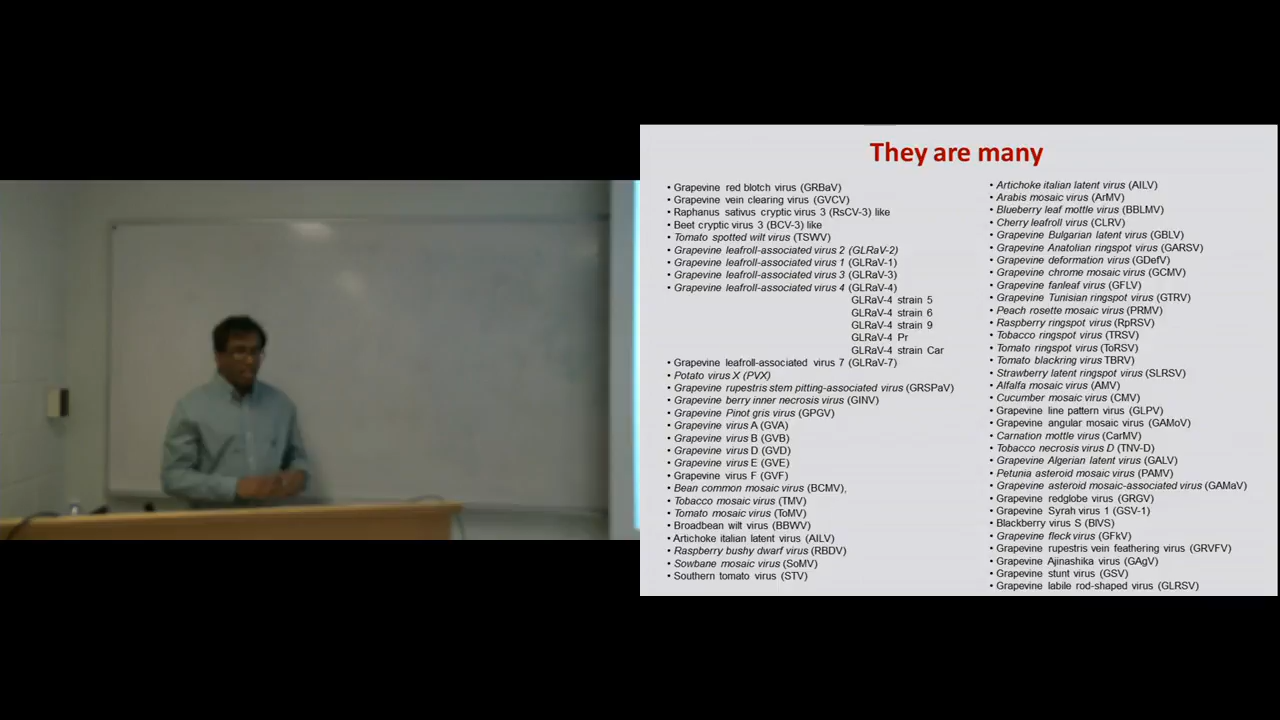 They are many
• Grapevine red blotch virus (GRBaV)
• Grapevine vein clearing virus (GVCV)
• Raphanus sativus cryptic virus 3 (RsCV-3) like
• Beet cryptic virus 3 (BCV-3) like
• Tomato spotted wilt virus (TSWV)
• Grapevine leafroll-associated virus 2 (GLRaV-2)
• Grapevine leafroll-associated virus 1 (GLRaV-1)
• Grapevine leafroll-associated virus 3 (GLRaV-3)
• Grapevine leafroll-associated virus 4 (GLRaV-4)
GLRaV-4 strain 5
GLRaV-4 strain 6
GLRaV-4 strain 9
GLRaV-4 Pr
GLRaV-4 strain Car
• Grapevine leafroll-associated virus 7 (GLRaV-7)
• Potato virus X (PVX)
• Grapevine rupestris stem pitting-associated virus (GRSPaV)
• Grapevine berry inner necrosis virus (GINV)
• Grapevine Pinot gris virus (GPGV)
• Grapevine virus A (GVA)
• Grapevine virus B (GVB)
• Grapevine virus D (GVD)
• Grapevine virus E (GVE)
• Grapevine virus F (GVF)
• Bean common mosaic virus (BCMV),
• Tobacco mosaic virus (TMV)
• Tomato mosaic virus (ToMV)
• Broadbean wilt virus (BBWV)
• Artichoke italian latent virus (AILV)
• Raspberry bushy dwarf virus (RBDV)
• Sowbane mosaic virus (SoMV)
• Southern tomato virus (STV)
• Artichoke italian latent virus (AILV)
• Arabis mosaic virus (ArMV)
• Blueberry leaf mottle virus (BBLMV)
• Cherry leafroll virus (CLRV)
• Grapevine Bulgarian latent virus (GBLV)
• Grapevine Anatolian ringspot virus (GARSV)
• Grapevine deformation virus (GDefV)
• Grapevine chrome mosaic virus (GCMV)
• Grapevine fanleaf virus (GFLV)
• Grapevine Tunisian ringspot virus (GTRV)
• Peach rosette mosaic virus (PRMV)
• Raspberry ringspot virus (RpRSV)
• Tobacco ringspot virus (TRSV)
• Tomato ringspot virus (ToRSV)
• Tomato blackring virus TBRV)
• Strawberry latent ringspot virus (SLRSV)
• Alfalfa mosaic virus (AMV)
• Cucumber mosaic virus (CMV)
• Grapevine line pattern virus (GLPV)
• Grapevine angular mosaic virus (GAMoV)
• Carnation mottle virus (CarMV)
• Tobacco necrosis virus D (TNV-D)
• Grapevine Algerian latent virus (GALV)
• Petunia asteroid mosaic virus (PAMV)
• Grapevine asteroid mosaic-associated virus (GAMaV)
• Grapevine redglobe virus (GRGV)
• Grapevine Syrah virus 1 (GSV-1)
• Blackberry virus S (BlVS)
• Grapevine fleck virus (GFkV)
• Grapevine rupestris vein feathering virus (GRVFV)
• Grapevine Ajinashika virus (GAgV)
• Grapevine stunt virus (GSV)
• Grapevine labile rod-shaped virus (GLRSV)